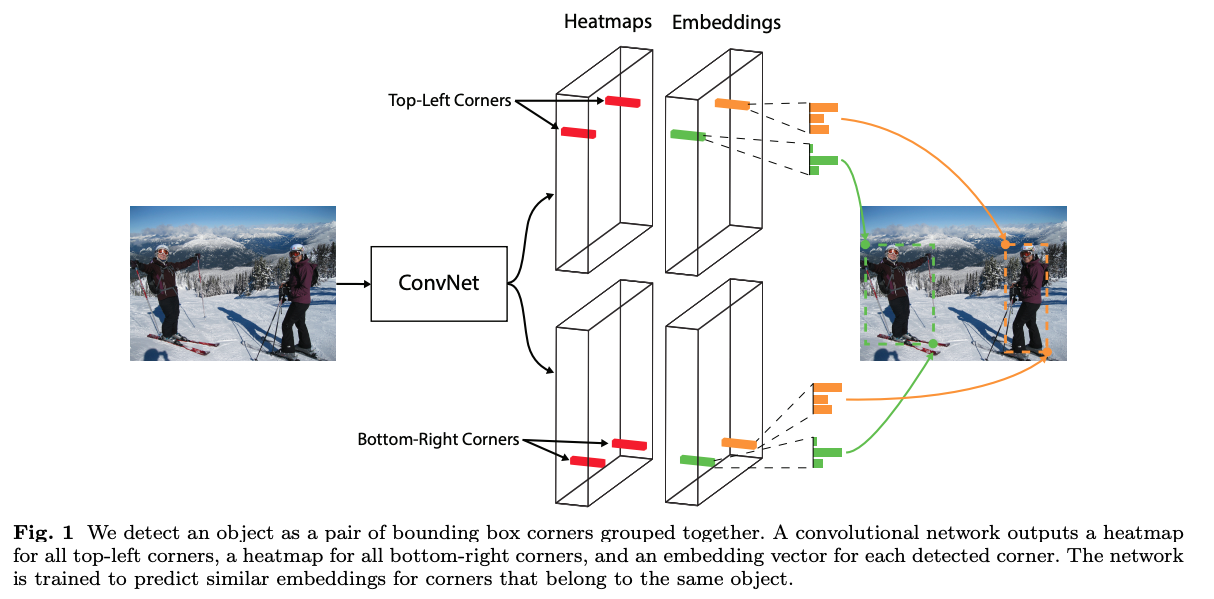 Heatmaps Embeddings
Top-Left Corners
ConvNet
Bottom-Right Corners
Fig. 1 We detect an object as a pair of bounding box corners grouped together. A convolutional network outputs a heatmap
for all top-left corners, a heatmap for all bottom-right corners, and an embedding vector for each detected corner. The network
is trained to predict similar embeddings for corners that belong to the same object.